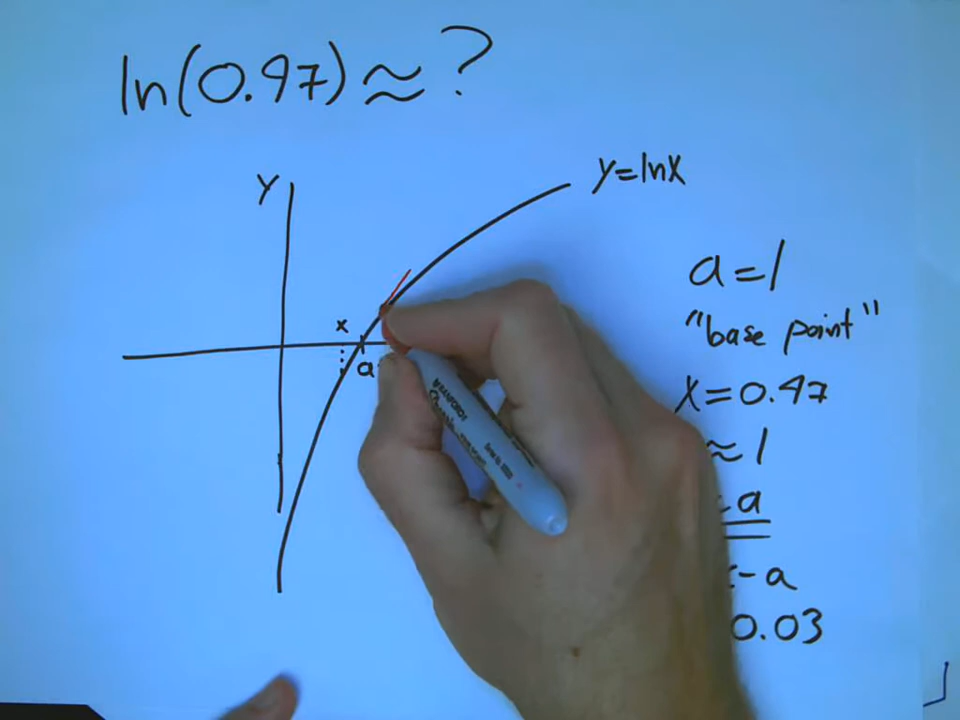 ln(0.97) ≈ ?
y
y=lnx
x
a
a=1
"base point"
x=0.97
≈1
a
-a
0.03